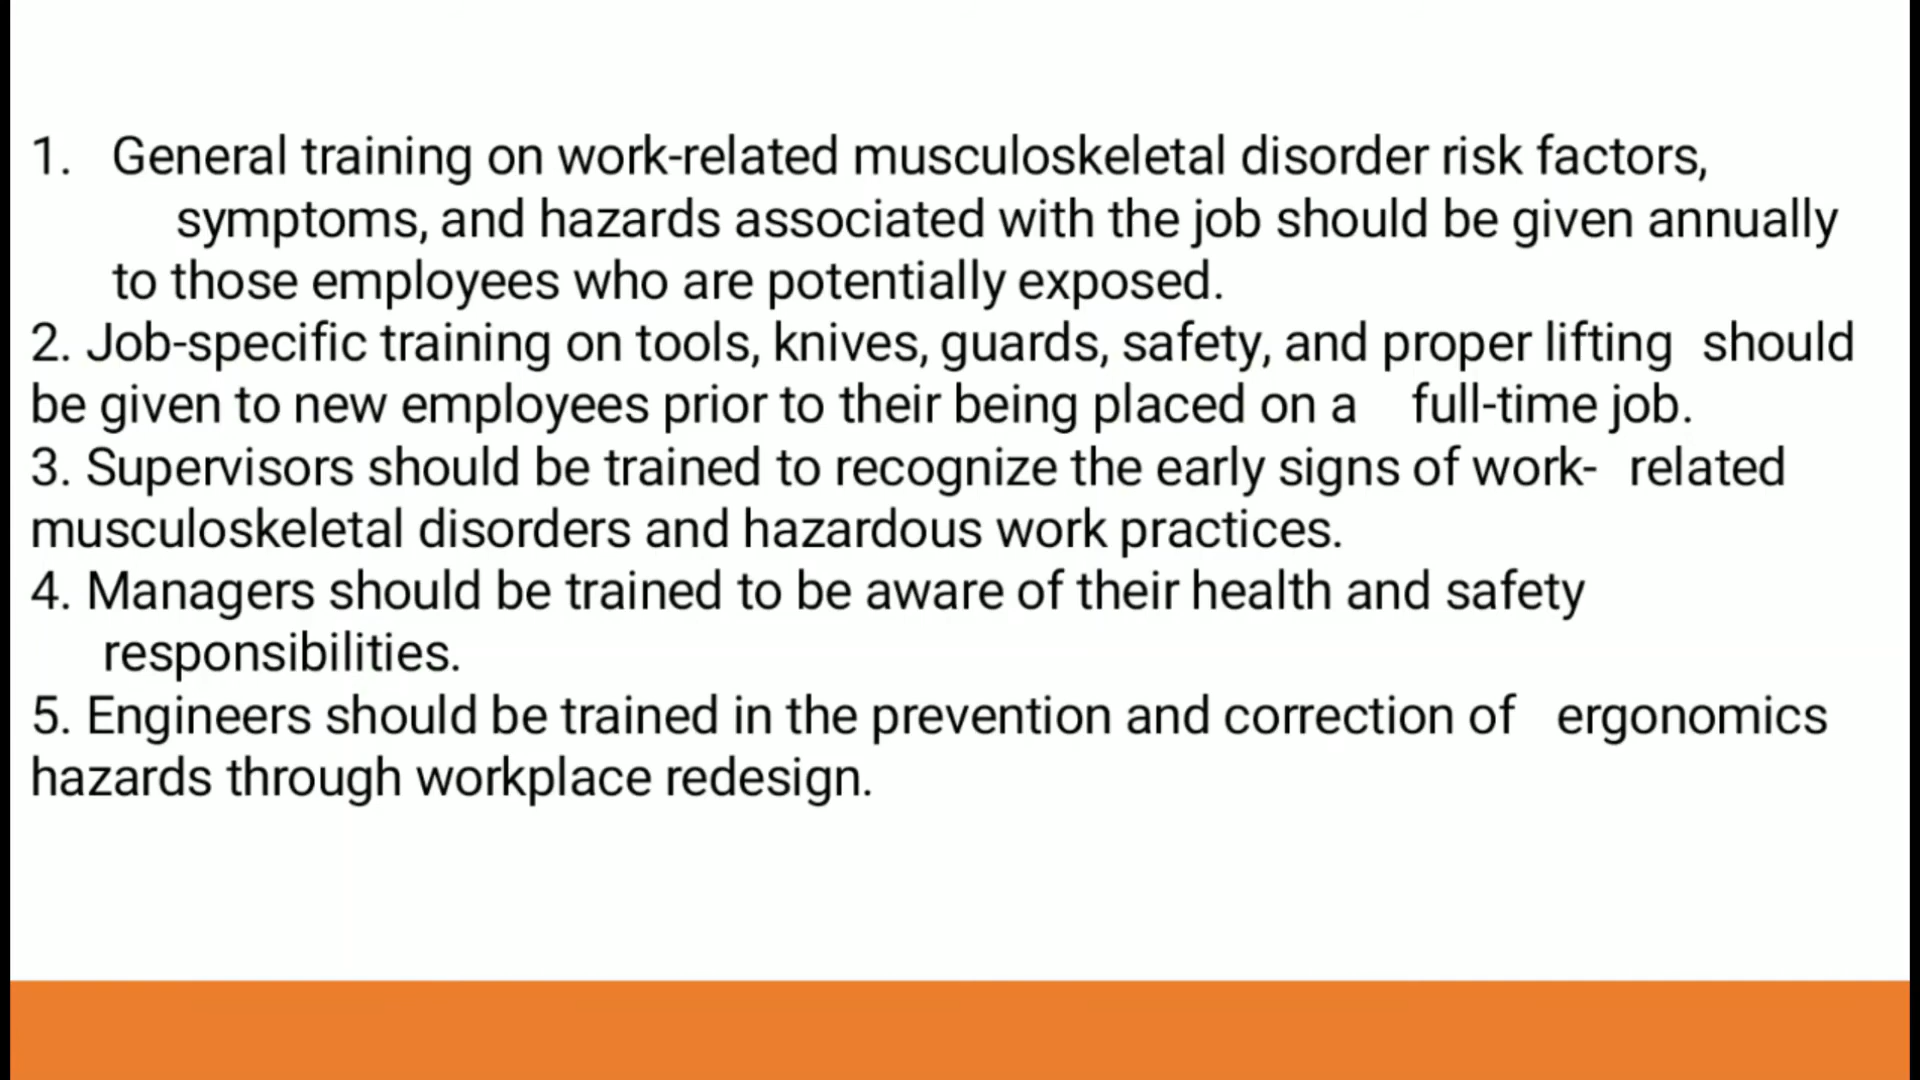 1. General training on work-related musculoskeletal disorder risk factors,
symptoms, and hazards associated with the job should be given annually
to those employees who are potentially exposed.
2. Job-specific training on tools, knives, guards, safety, and proper lifting should
be given to new employees prior to their being placed on a full-time job.
3. Supervisors should be trained to recognize the early signs of work- related
musculoskeletal disorders and hazardous work practices.
4. Managers should be trained to be aware of their health and safety
responsibilities.
5. Engineers should be trained in the prevention and correction of ergonomics
hazards through workplace redesign.